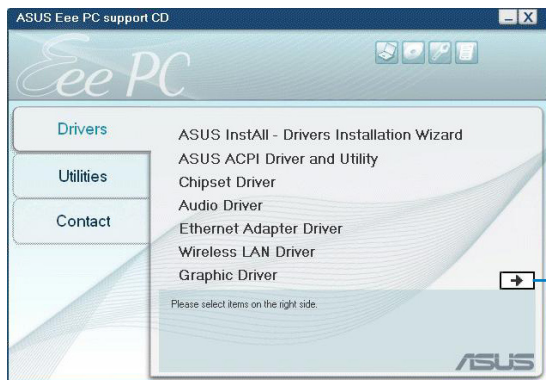 ASUS Eee PC support CD
Eee PC
Drivers
Utilities
Contact
ASUS InstAll - Drivers Installation Wizard
ASUS ACPI Driver and Utility
Chipset Driver
Audio Driver
Ethernet Adapter Driver
Wireless LAN Driver
Graphic Driver
Please select items on the right side.
ASUS